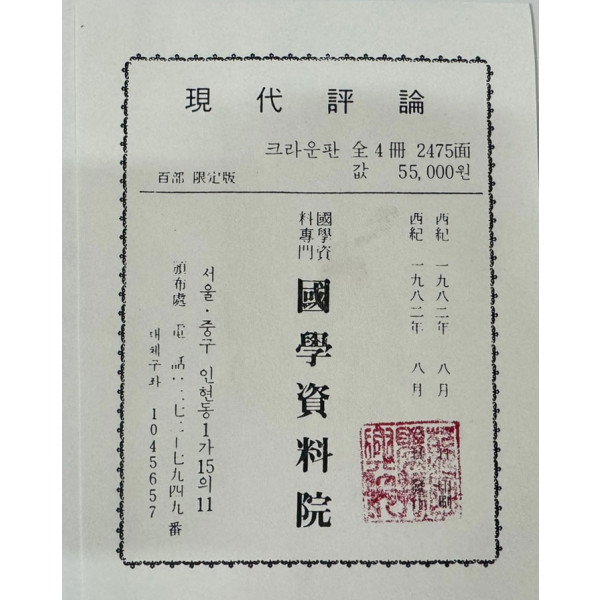 現代評論
크라운판 全4冊 2475面
百部 限定版
값 55,000원
西紀 一九八二年 八月
西紀 一九八二年 八月
國學資
料專門
國學資料院
서울·중구 인현동1가15의11
頒布處 電話
대체구좌 1045657